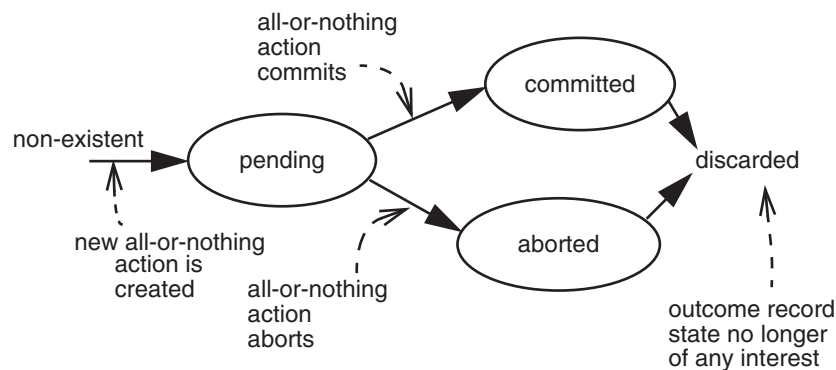 all-or-nothing
action
commits
committed
non-existent
pending
discarded
new all-or-nothing
action is
created
aborted
all-or-nothing
action
aborts
outcome record
state no longer
of any interest